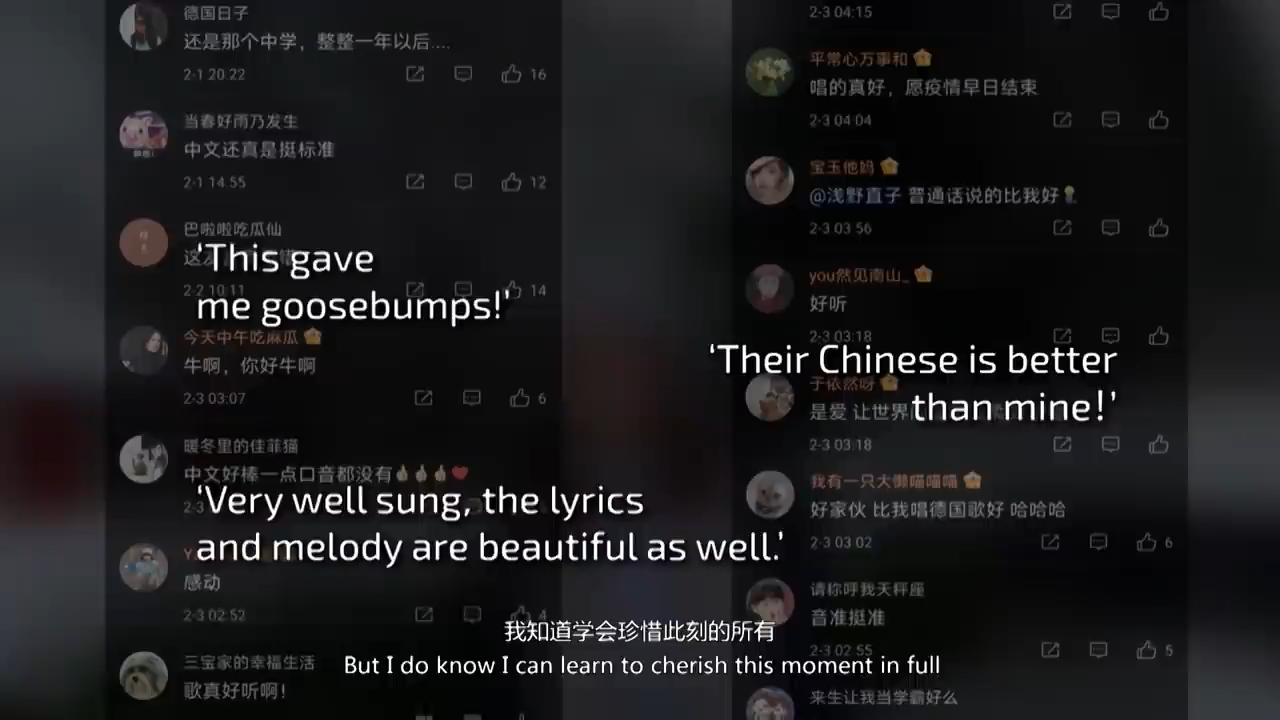 德国日子
还是那个中学，整整一年以后....
2-1 20:22
16
当春好雨乃发生
中文还真是挺标准
2-1 14:55
12
巴啦啦吃瓜仙
2-2 10:11
14
‘This gave
me goosebumps!’
今天中午吃麻瓜
牛啊，你好牛啊
2-3 03:07
6
暖冬里的佳菲猫
中文好棒一点口音都没有
‘Very well sung, the lyrics
and melody are beautiful as well.’
感动
2-3 02:52
4
三宝家的幸福生活
歌真好听啊！
2-3 04:15
平常心万事和
唱的真好，愿疫情早日结束
2-3 04:04
宝玉他妈
@浅野直子 普通话说的比我好
2-3 03:56
you然见南山_
好听
2-3 03:18
‘Their Chinese is better
than mine!’
于依然呀
是爱 让世界
2-3 03:18
我有一只大懒喵喵喵
好家伙 比我唱德国歌好 哈哈哈
2-3 03:02
6
请称呼我天秤座
音准挺准
2-3 02:55
5
来生让我当学霸好么
我知道学会珍惜此刻的所有
But I do know I can learn to cherish this moment in full